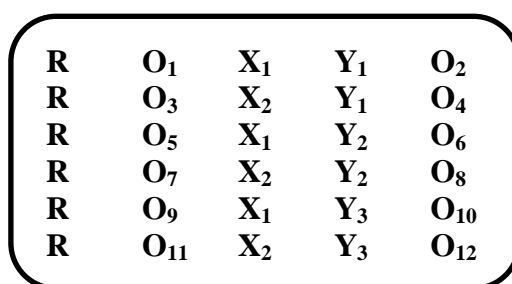 R O₁ X₁ Y₁ O₂
R O₃ X₂ Y₁ O₄
R O₅ X₁ Y₂ O₆
R O₇ X₂ Y₂ O₈
R O₉ X₁ Y₃ O₁₀
R O₁₁ X₂ Y₃ O₁₂